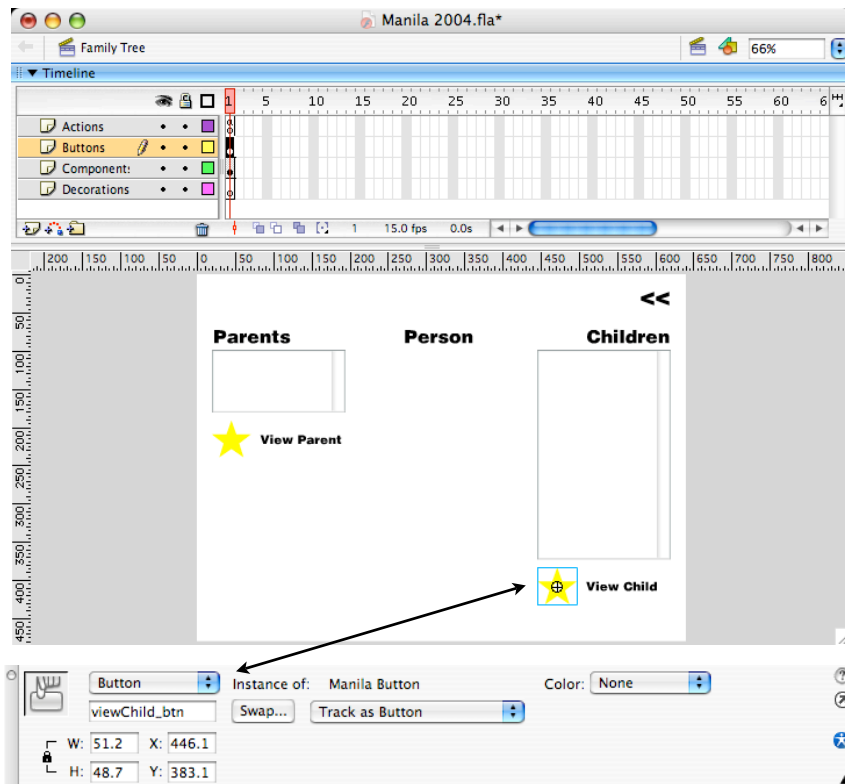 Manila 2004.fla*
Family Tree 66%
Timeline
1 5 10 15 20 25 30 35 40 45 50 55 60 6
Actions
Buttons
Component:
Decorations
1 15.0 fps 0.0s
200 150 100 50 0 50 100 150 200 250 300 350 400 450 500 550 600 650 700 750 800
0
50
100
150
200
250
300
350
400
450
<<
Parents Person Children
View Parent
View Child
Button Instance of: Manila Button Color: None
viewChild_btn Swap... Track as Button
W: 51.2 X: 446.1
H: 48.7 Y: 383.1